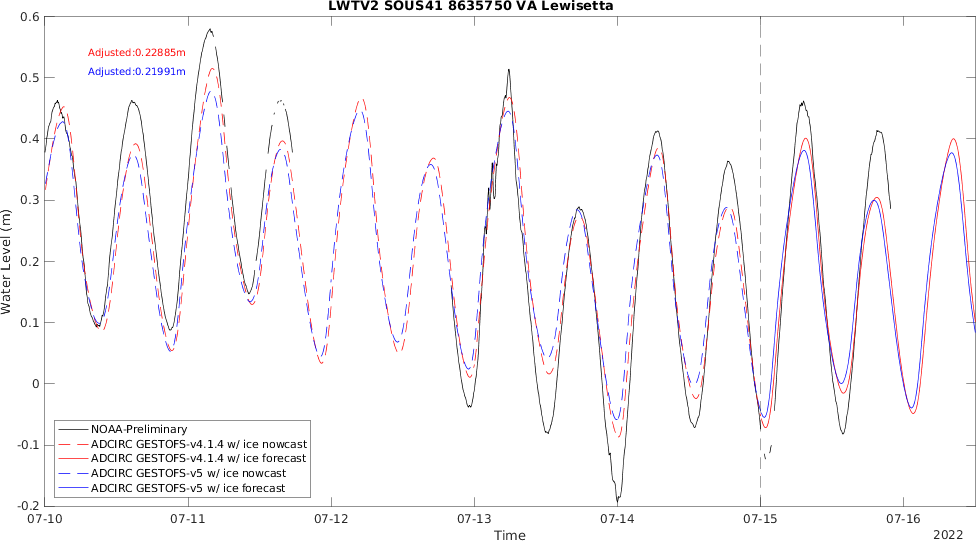 LWTV2 SOUS41 8635750 VA Lewisetta
Adjusted:0.22885m
Adjusted:0.21991m
Water Level (m)
0.6
0.5
0.4
0.3
0.2
0.1
0
-0.1
-0.2
NOAA-Preliminary
ADCIRC GESTOFS-v4.1.4 w/ ice nowcast
ADCIRC GESTOFS-v4.1.4 w/ ice forecast
ADCIRC GESTOFS-v5 w/ ice nowcast
ADCIRC GESTOFS-v5 w/ ice forecast
07-10 07-11 07-12 07-13 07-14 07-15 07-16
Time
2022